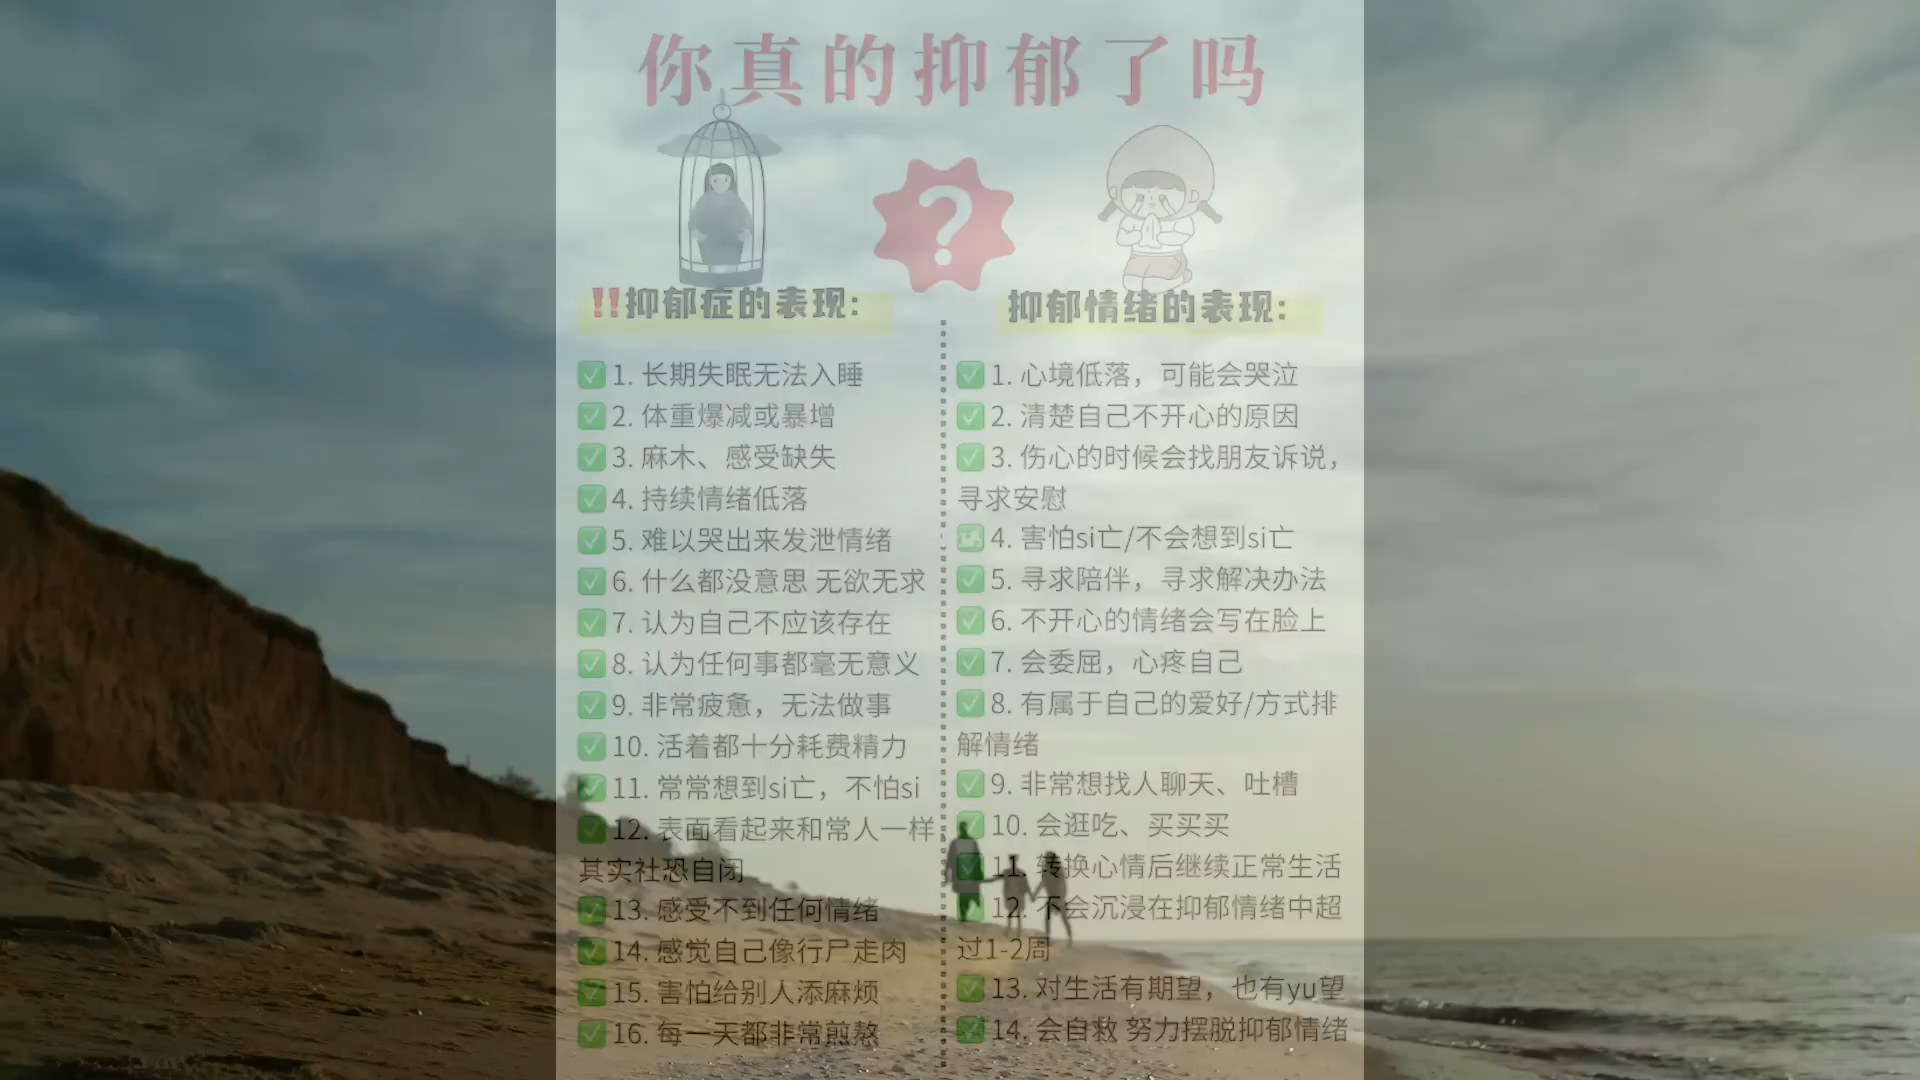 你真的抑郁了吗
?
!!抑郁症的表现:
1. 长期失眠无法入睡
2. 体重爆减或暴增
3. 麻木、感受缺失
4. 持续情绪低落
5. 难以哭出来发泄情绪
6. 什么都没意思 无欲无求
7. 认为自己不应该存在
8. 认为任何事都毫无意义
9. 非常疲惫，无法做事
10. 活着都十分耗费精力
11. 常常想到si亡，不怕si
12. 表面看起来和常人一样
其实社恐自闭
13. 感受不到任何情绪
14. 感觉自己像行尸走肉
15. 害怕给别人添麻烦
16. 每一天都非常煎熬
抑郁情绪的表现:
1. 心境低落，可能会哭泣
2. 清楚自己不开心的原因
3. 伤心的时候会找朋友诉说，
寻求安慰
4. 害怕si亡/不会想到si亡
5. 寻求陪伴，寻求解决办法
6. 不开心的情绪会写在脸上
7. 会委屈，心疼自己
8. 有属于自己的爱好/方式排
解情绪
9. 非常想找人聊天、吐槽
10. 会逛吃、买买买
11. 转换心情后继续正常生活
12. 不会沉浸在抑郁情绪中超
过1-2周
13. 对生活有期望，也有yu望
14. 会自救 努力摆脱抑郁情绪